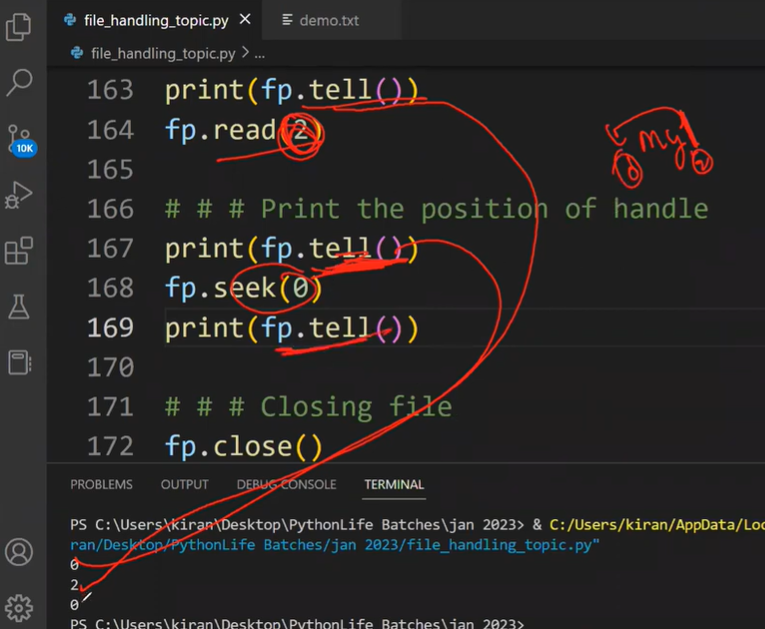 file_handling_topic.py
demo.txt
file_handling_topic.py > ...
163 print(fp.tell())
164 fp.read(2)
165
166 # # # Print the position of handle
167 print(fp.tell())
168 fp.seek(0)
169 print(fp.tell())
170
171 # # # Closing file
172 fp.close()
my
0
2
10K
PROBLEMS OUTPUT DEBUG CONSOLE TERMINAL
PS C:\Users\kiran\Desktop\PythonLife Batches\jan 2023> & C:/Users/kiran/AppData/Loc
ran/Desktop/PythonLife Batches/jan 2023/file_handling_topic.py"
0
2
0
PS C:\Users\kiran\Desktop\PythonLife Batches\jan 2023>